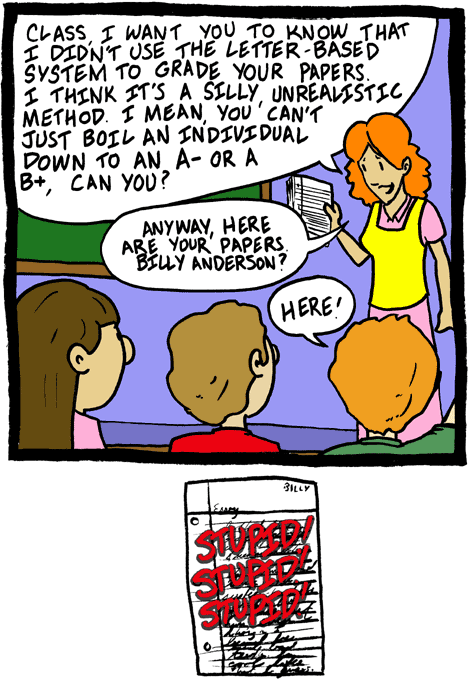 CLASS, I WANT YOU TO KNOW THAT
I DIDN'T USE THE LETTER-BASED
SYSTEM TO GRADE YOUR PAPERS.
I THINK IT'S A SILLY, UNREALISTIC
METHOD. I MEAN, YOU CAN'T
JUST BOIL AN INDIVIDUAL
DOWN TO AN A- OR A
B+, CAN YOU?
ANYWAY, HERE
ARE YOUR PAPERS.
BILLY ANDERSON?
HERE!
BILLY
Essay
STUPID!
STUPID!
STUPID!